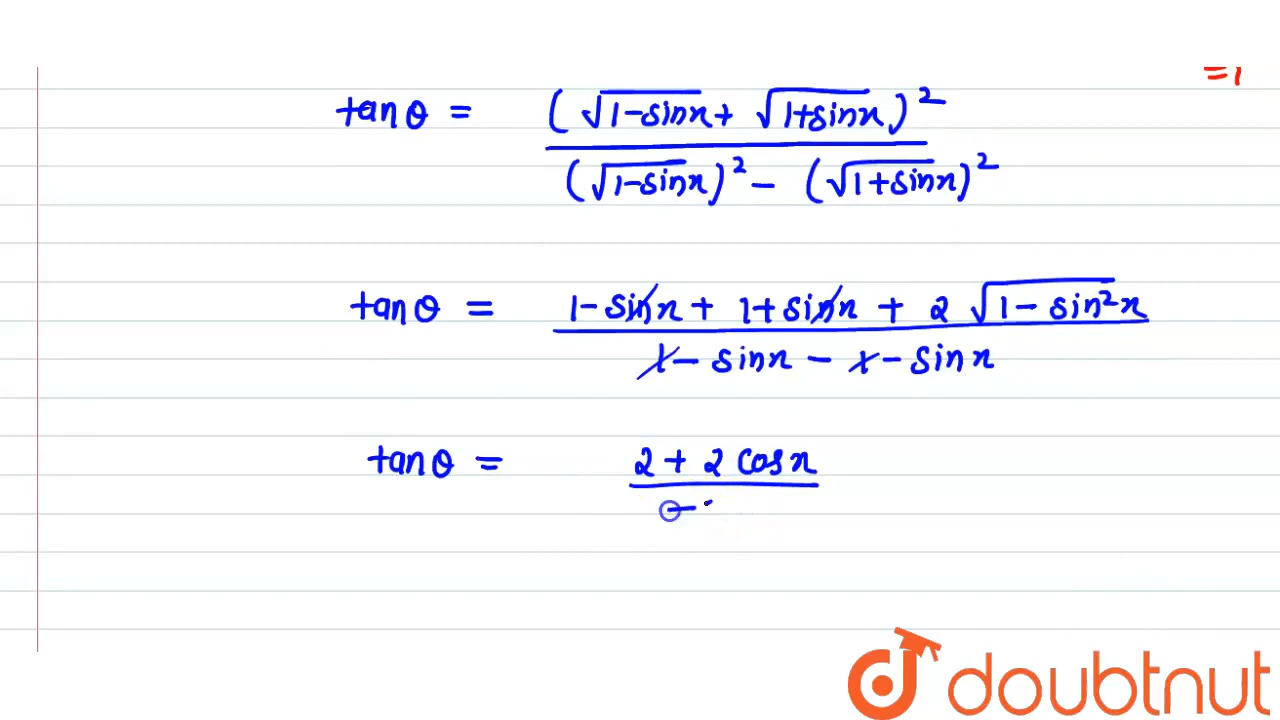 = 1
tanθ = (√(1-sinx) + √(1+sinx))² / (√(1-sinx))² - (√(1+sinx))²
tanθ = 1 - sinx + 1 + sinx + 2 √(1 - sin²x) / 1 - sinx - 1 - sinx
tanθ = 2 + 2 cosx / -
doubtnut